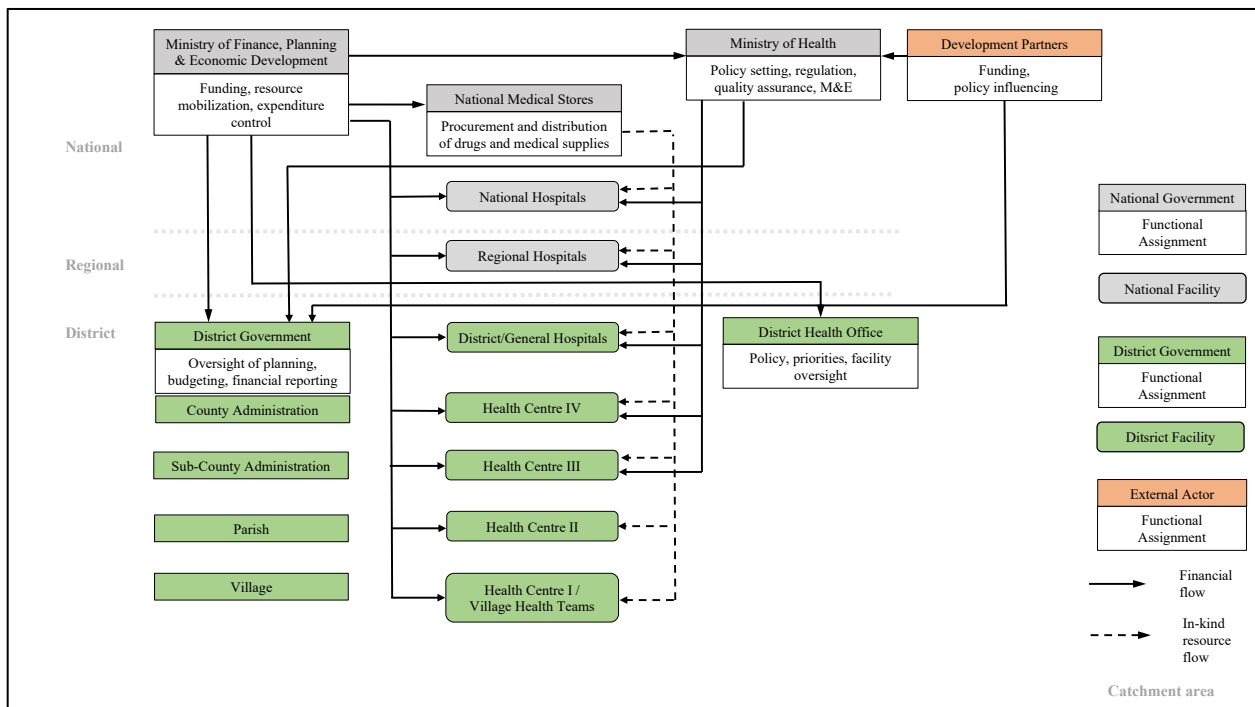 Ministry of Finance, Planning
& Economic Development
Funding, resource
mobilization, expenditure
control
Ministry of Health
Policy setting, regulation,
quality assurance, M&E
Development Partners
Funding,
policy influencing
National Medical Stores
Procurement and distribution
of drugs and medical supplies
National
National Hospitals
Regional
Regional Hospitals
District
District Government
Oversight of planning,
budgeting, financial reporting
District/General Hospitals
District Health Office
Policy, priorities, facility
oversight
County Administration
Health Centre IV
Sub-County Administration
Health Centre III
Parish
Health Centre II
Village
Health Centre I /
Village Health Teams
National Government
Functional
Assignment
National Facility
District Government
Functional
Assignment
Ditsrict Facility
External Actor
Functional
Assignment
Financial
flow
In-kind
resource
flow
Catchment area